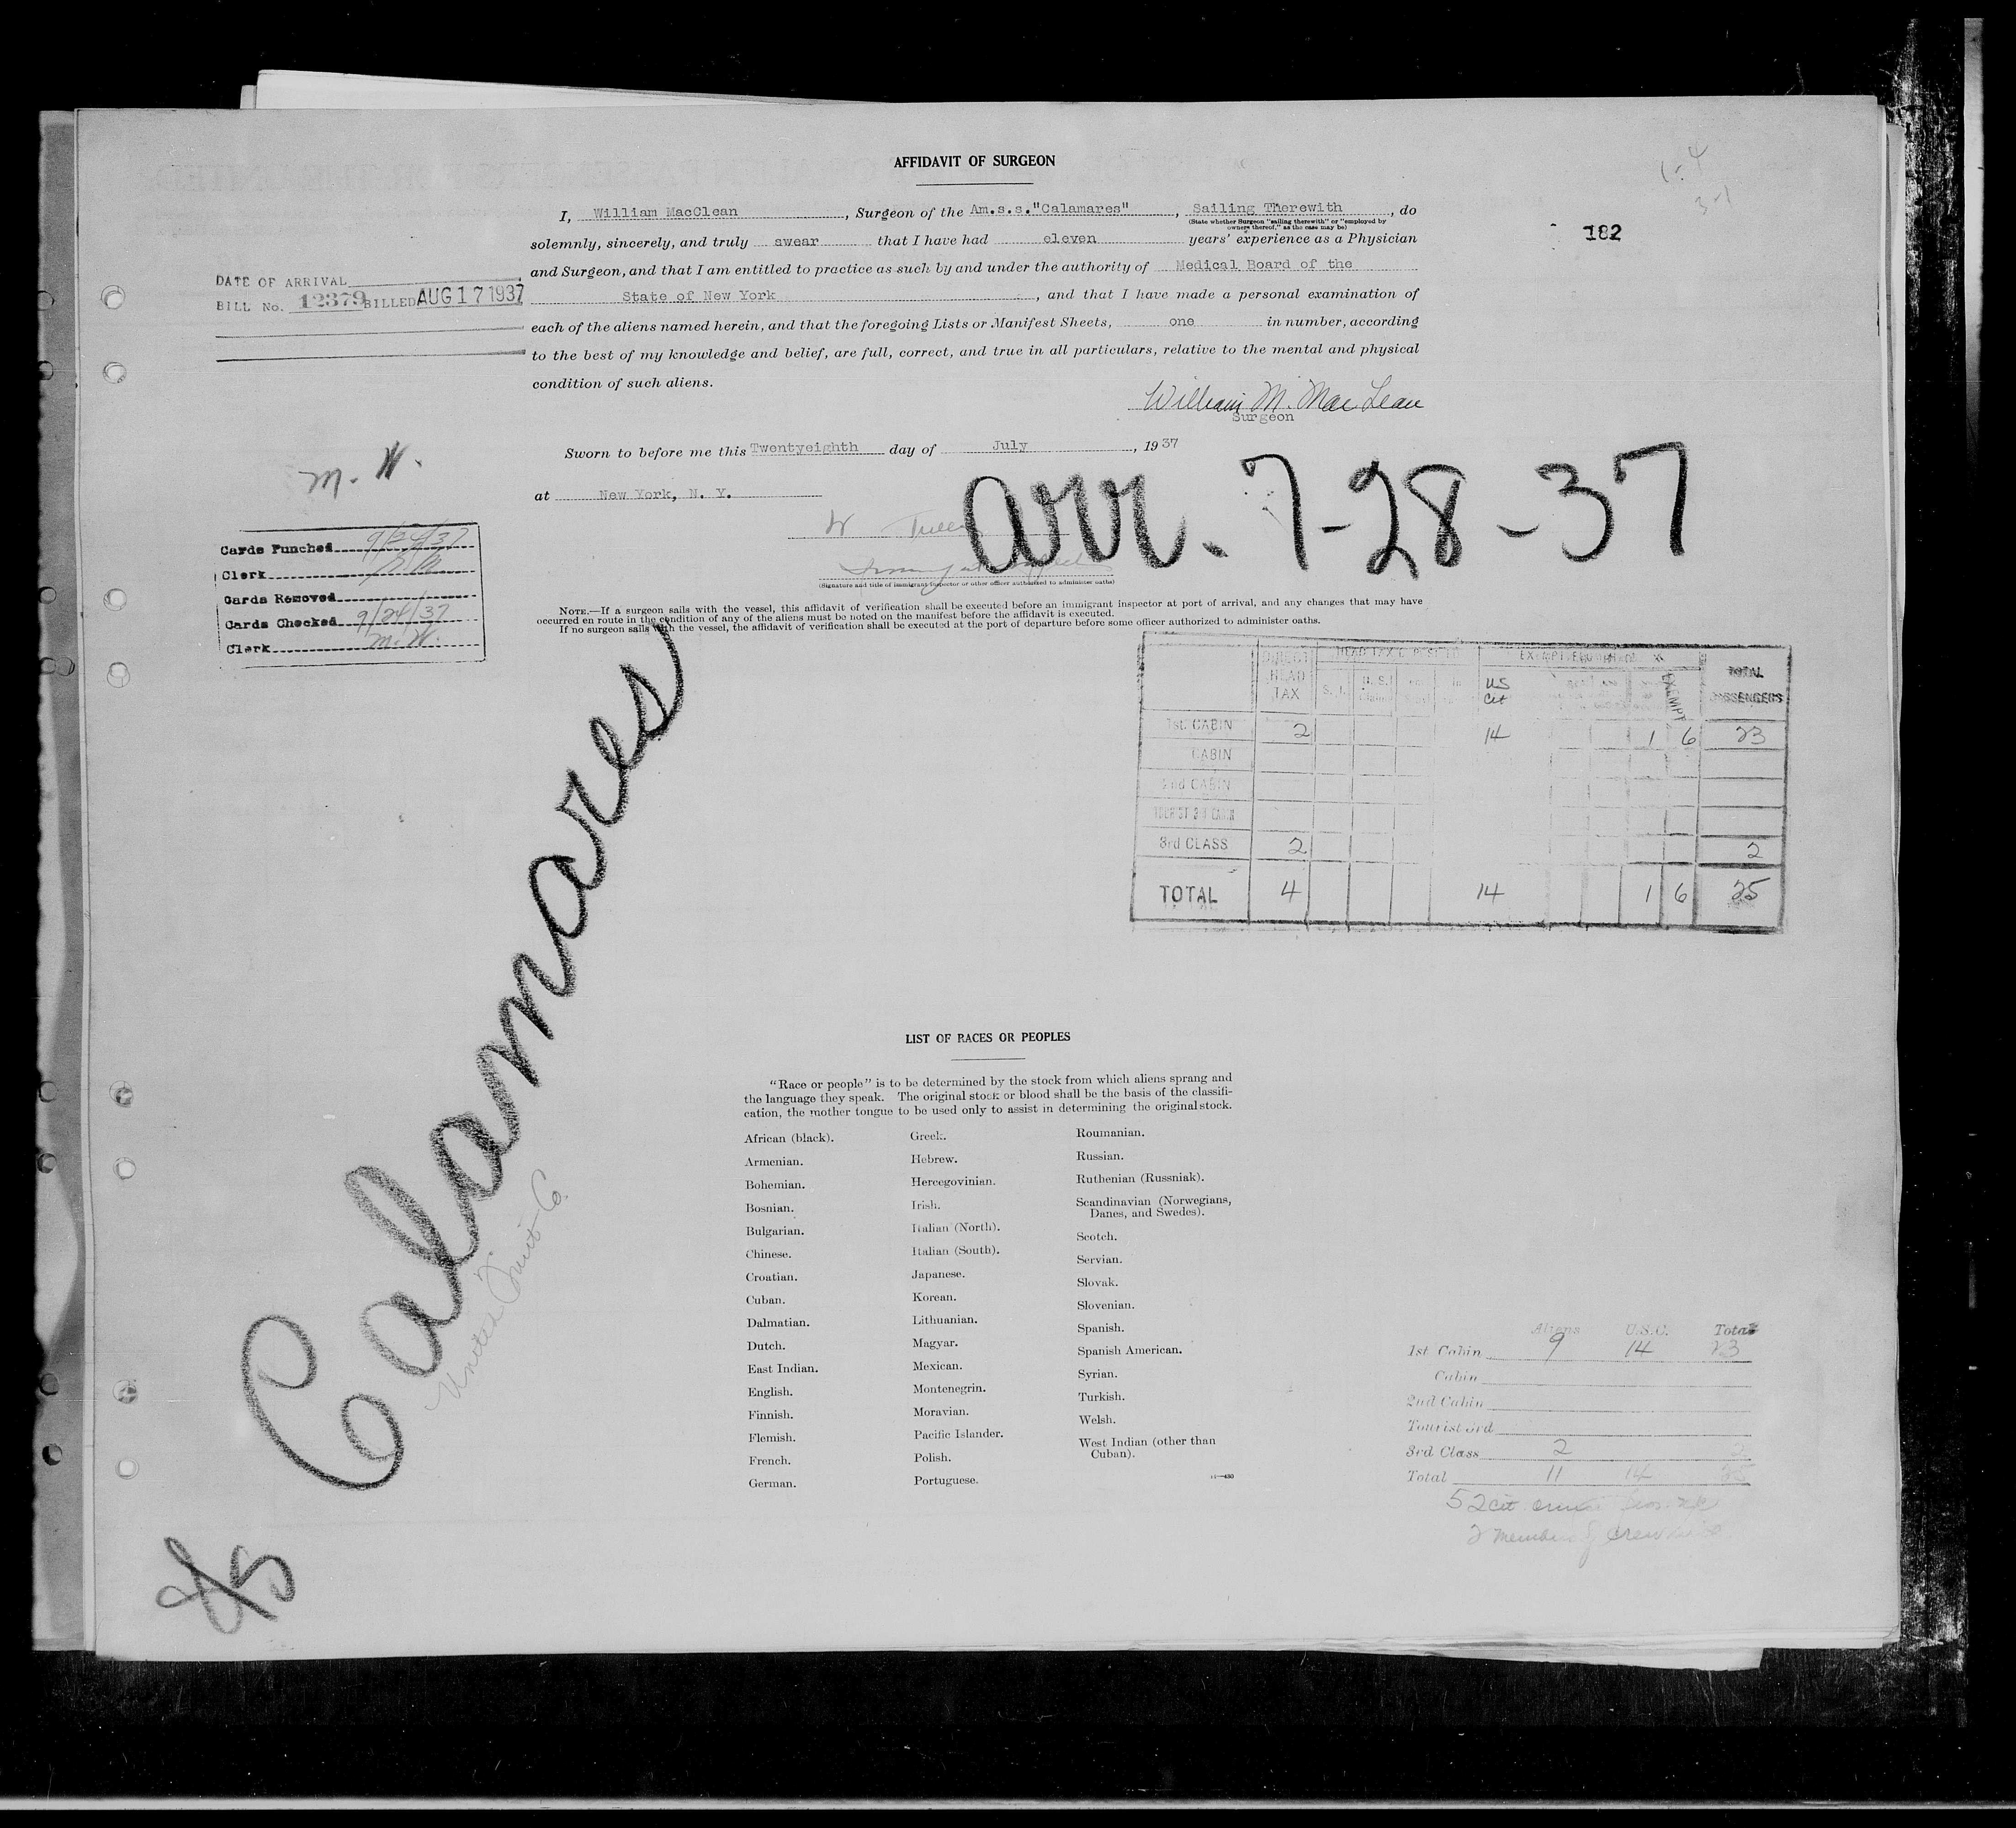 AFFIDAVIT OF SURGEON
182
I, William MacClean, Surgeon of the Am.s.s."Calamares", Sailing Therewith, do
(State whether Surgeon "sailing therewith" or "employed by
owners thereof," as the case may be)
solemnly, sincerely, and truly swear that I have had eleven years' experience as a Physician
and Surgeon, and that I am entitled to practice as such by and under the authority of Medical Board of the
State of New York, and that I have made a personal examination of
each of the aliens named herein, and that the foregoing Lists or Manifest Sheets, one in number, according
to the best of my knowledge and belief, are full, correct, and true in all particulars, relative to the mental and physical
condition of such aliens.
DATE OF ARRIVAL
BILL No. 12379 BILLED AUG 17 1937
William M. MacLean
Surgeon
Sworn to before me this Twentyeighth day of July, 1937
at New York, N. Y.
arr. 7-28-37
(Signature and title of immigrant inspector or other officer authorized to administer oaths)
M. W.
Cards Punched
Clerk
Cards Removed
Cards Checked 9/24/37
Clerk M. W.
NOTE.—If a surgeon sails with the vessel, this affidavit of verification shall be executed before an immigrant inspector at port of arrival, and any changes that may have
occurred en route in the condition of any of the aliens must be noted on the manifest before the affidavit is executed.
If no surgeon sails with the vessel, the affidavit of verification shall be executed at the port of departure before some officer authorized to administer oaths.
DIRECT HEAD TAX
US Cit
EXEMPT
TOTAL PASSENGERS
1st CABIN 2 14 1 6 23
CABIN
2nd CABIN
TOURIST 3rd CABIN
3rd CLASS 2 2
TOTAL 4 14 1 6 25
Calamares
United Fruit Co.
LIST OF RACES OR PEOPLES
"Race or people" is to be determined by the stock from which aliens sprang and
the language they speak. The original stock or blood shall be the basis of the classifi-
cation, the mother tongue to be used only to assist in determining the original stock.
African (black).
Armenian.
Bohemian.
Bosnian.
Bulgarian.
Chinese.
Croatian.
Cuban.
Dalmatian.
Dutch.
East Indian.
English.
Finnish.
Flemish.
French.
German.
Greek.
Hebrew.
Hercegovinian.
Irish.
Italian (North).
Italian (South).
Japanese.
Korean.
Lithuanian.
Magyar.
Mexican.
Montenegrin.
Moravian.
Pacific Islander.
Polish.
Portuguese.
Roumanian.
Russian.
Ruthenian (Russniak).
Scandinavian (Norwegians,
Danes, and Swedes).
Scotch.
Servian.
Slovak.
Slovenian.
Spanish.
Spanish American.
Syrian.
Turkish.
Welsh.
West Indian (other than
Cuban).
Aliens U.S.C. Total
1st Cabin 9 14 23
Cabin
2nd Cabin
Tourist 3rd
3rd Class 2 2
Total 11 14 25